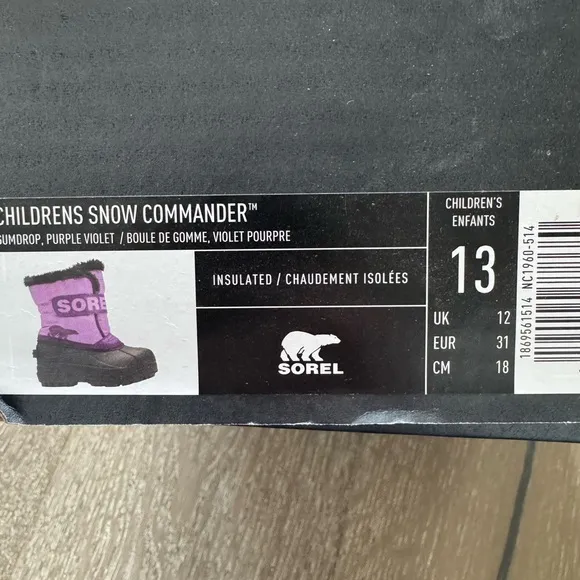 CHILDRENS SNOW COMMANDER™
GUMDROP, PURPLE VIOLET / BOULE DE GOMME, VIOLET POURPRE
SOREL
INSULATED / CHAUDEMENT ISOLÉES
SOREL
CHILDREN'S
ENFANTS
13
UK 12
EUR 31
CM 18
1869561514 NC1960-514